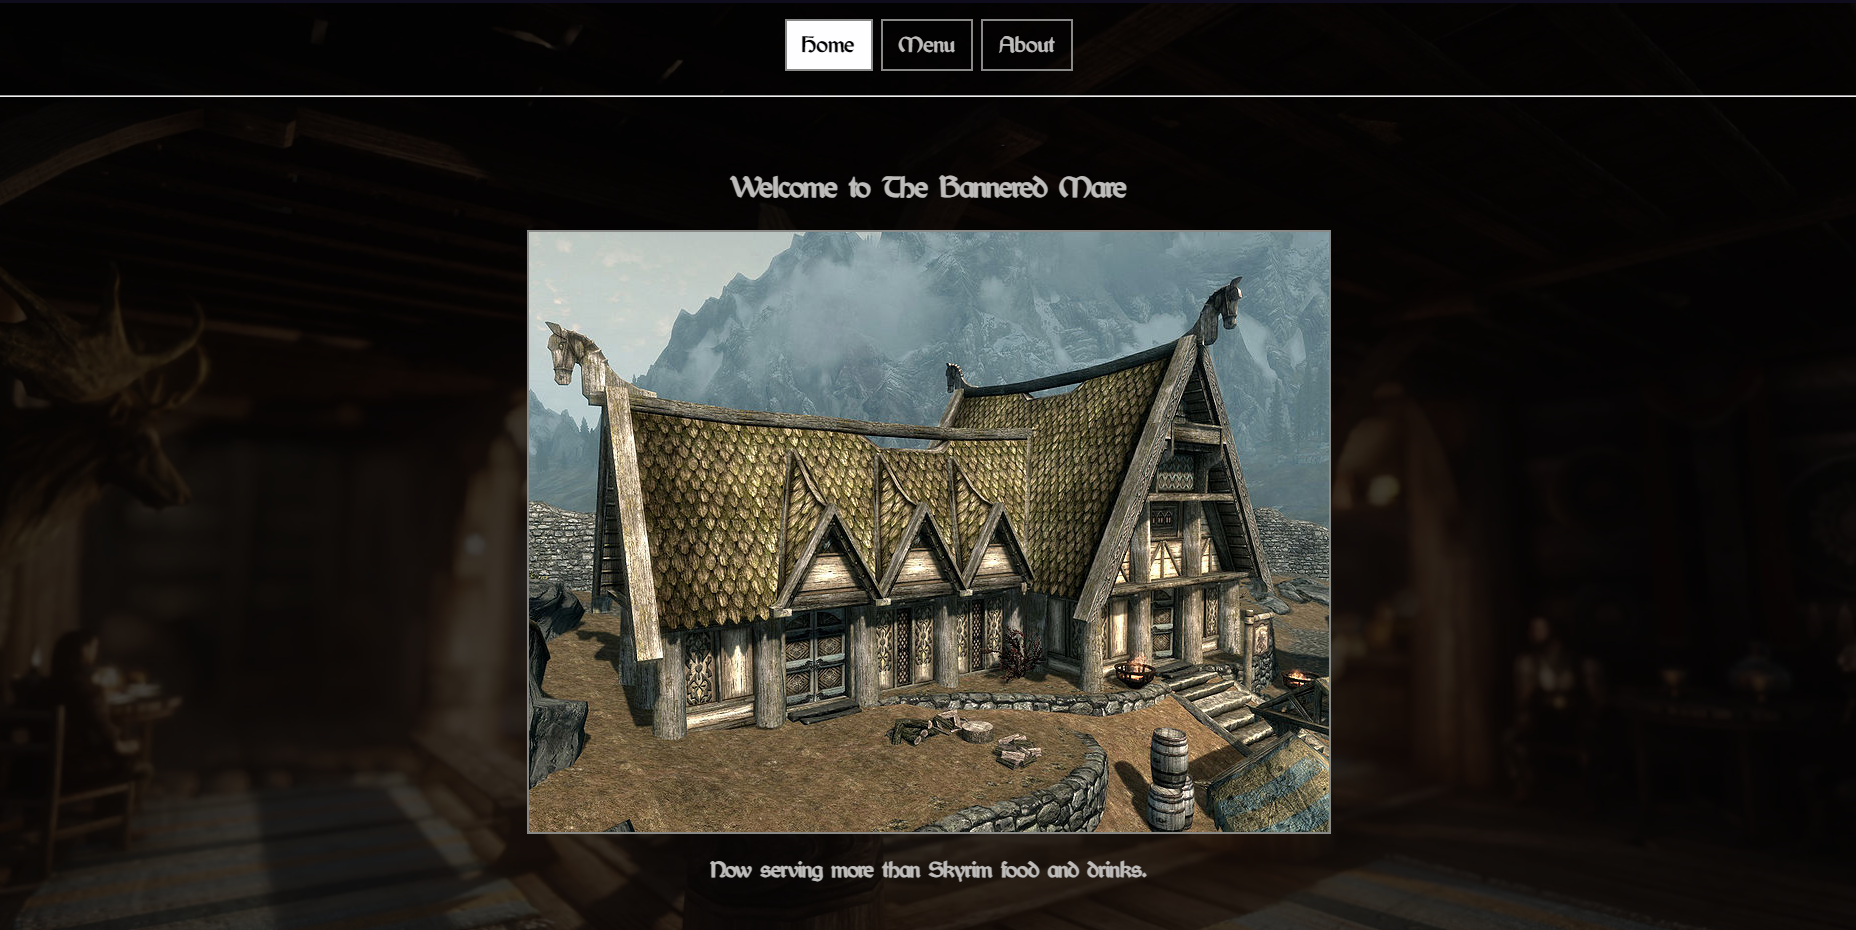 Home Menu About
Welcome to The Bannered Mare
Now serving more than Skyrim food and drinks.